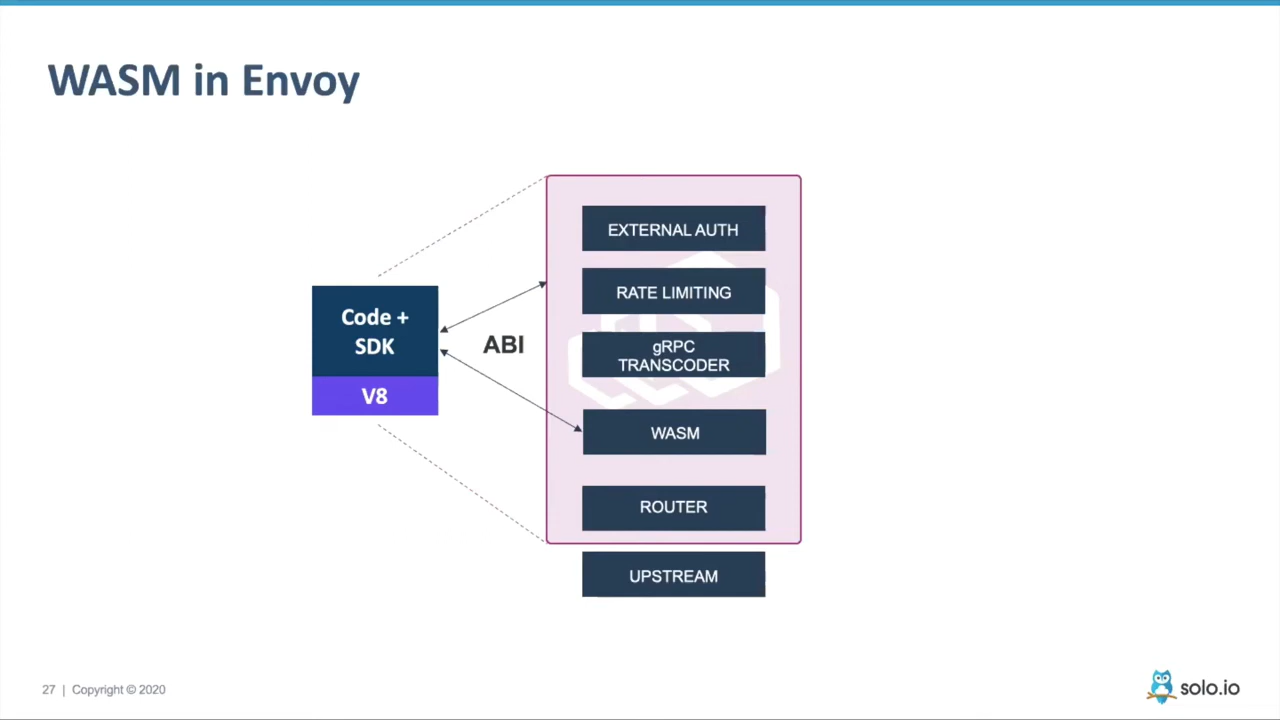 WASM in Envoy
Code +
SDK
V8
ABI
EXTERNAL AUTH
RATE LIMITING
gRPC
TRANSCODER
WASM
ROUTER
UPSTREAM
27 | Copyright © 2020
solo.io